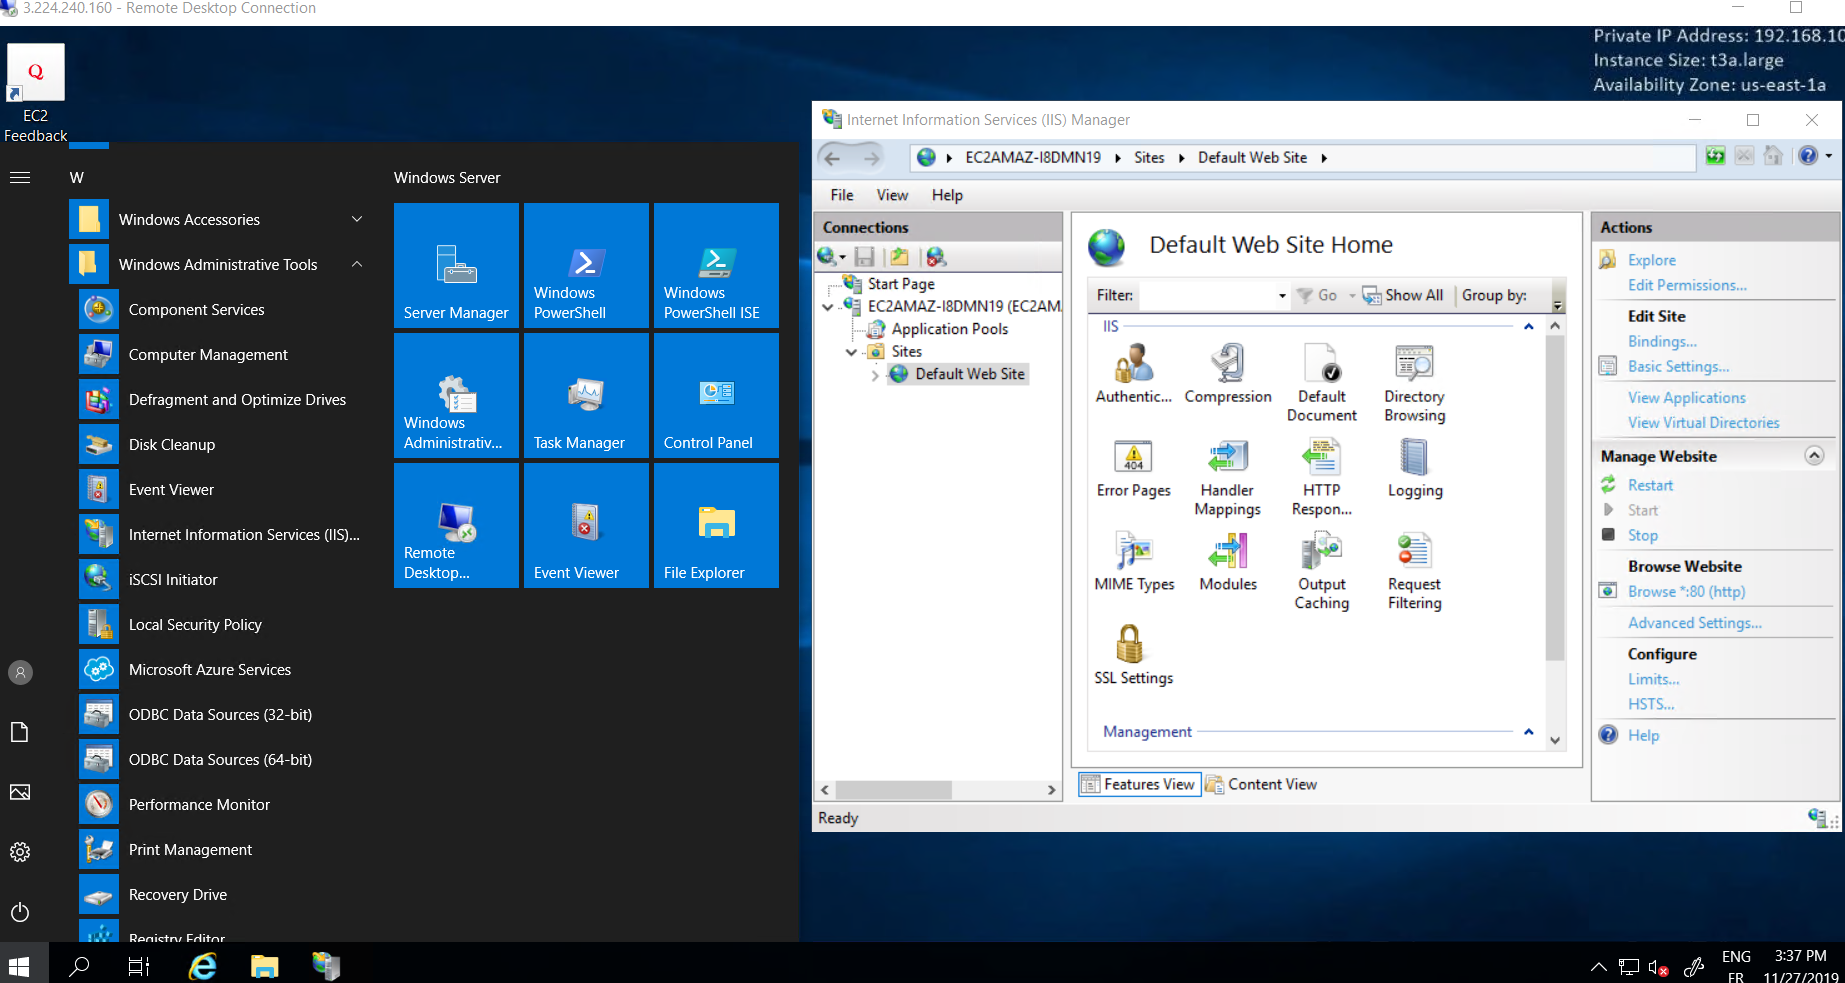 3.224.240.160 - Remote Desktop Connection
Private IP Address: 192.168.10
Instance Size: t3a.large
Availability Zone: us-east-1a
Q
EC2
Feedback
W
Windows Accessories
Windows Administrative Tools
Component Services
Computer Management
Defragment and Optimize Drives
Disk Cleanup
Event Viewer
Internet Information Services (IIS)...
iSCSI Initiator
Local Security Policy
Microsoft Azure Services
ODBC Data Sources (32-bit)
ODBC Data Sources (64-bit)
Performance Monitor
Print Management
Recovery Drive
Registry Editor
Windows Server
Server Manager
Windows
PowerShell
Windows
PowerShell ISE
Windows
Administrativ...
Task Manager
Control Panel
Remote
Desktop...
Event Viewer
File Explorer
Internet Information Services (IIS) Manager
EC2AMAZ-I8DMN19
Sites
Default Web Site
File
View
Help
Connections
Start Page
EC2AMAZ-I8DMN19 (EC2AM
Application Pools
Sites
Default Web Site
Default Web Site Home
Filter:
Go
Show All
Group by:
IIS
Authentic...
Compression
Default
Document
Directory
Browsing
404
Error Pages
Handler
Mappings
HTTP
Respon...
Logging
MIME Types
Modules
Output
Caching
Request
Filtering
SSL Settings
Management
Features View
Content View
Ready
Actions
Explore
Edit Permissions...
Edit Site
Bindings...
Basic Settings...
View Applications
View Virtual Directories
Manage Website
Restart
Start
Stop
Browse Website
Browse *:80 (http)
Advanced Settings...
Configure
Limits...
HSTS...
Help
ENG
FR
3:37 PM
11/27/2019